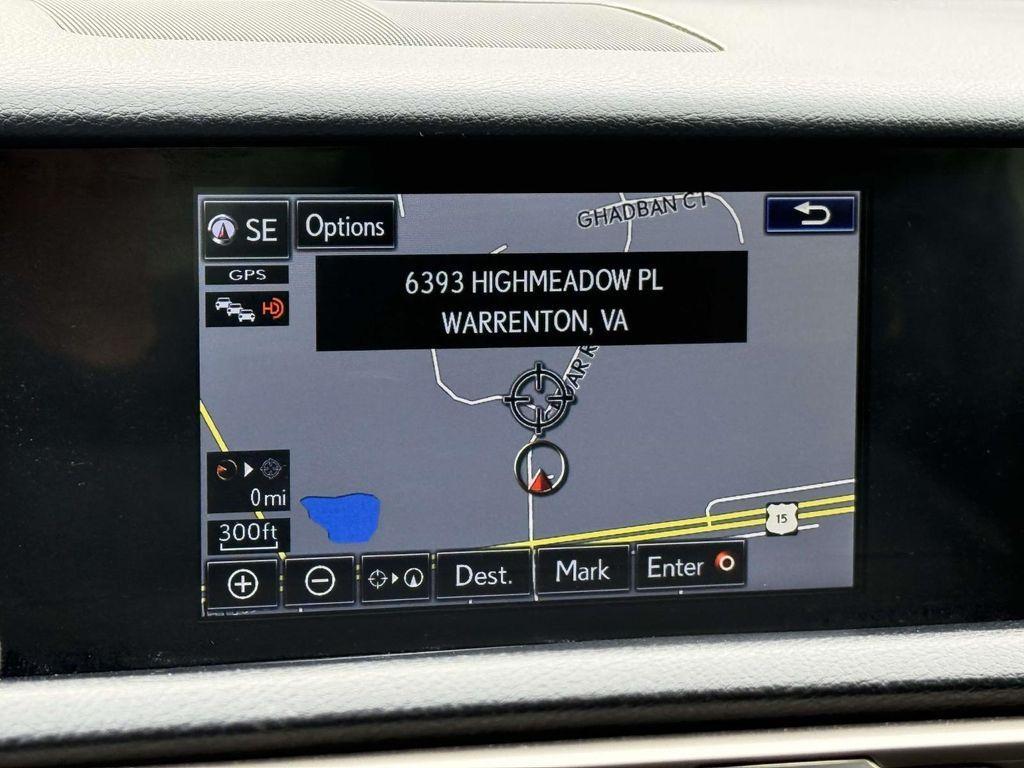 SE
Options
GHADBAN CT
GPS
HD
6393 HIGHMEADOW PL
WARRENTON, VA
0mi
300ft
15
Dest.
Mark
Enter